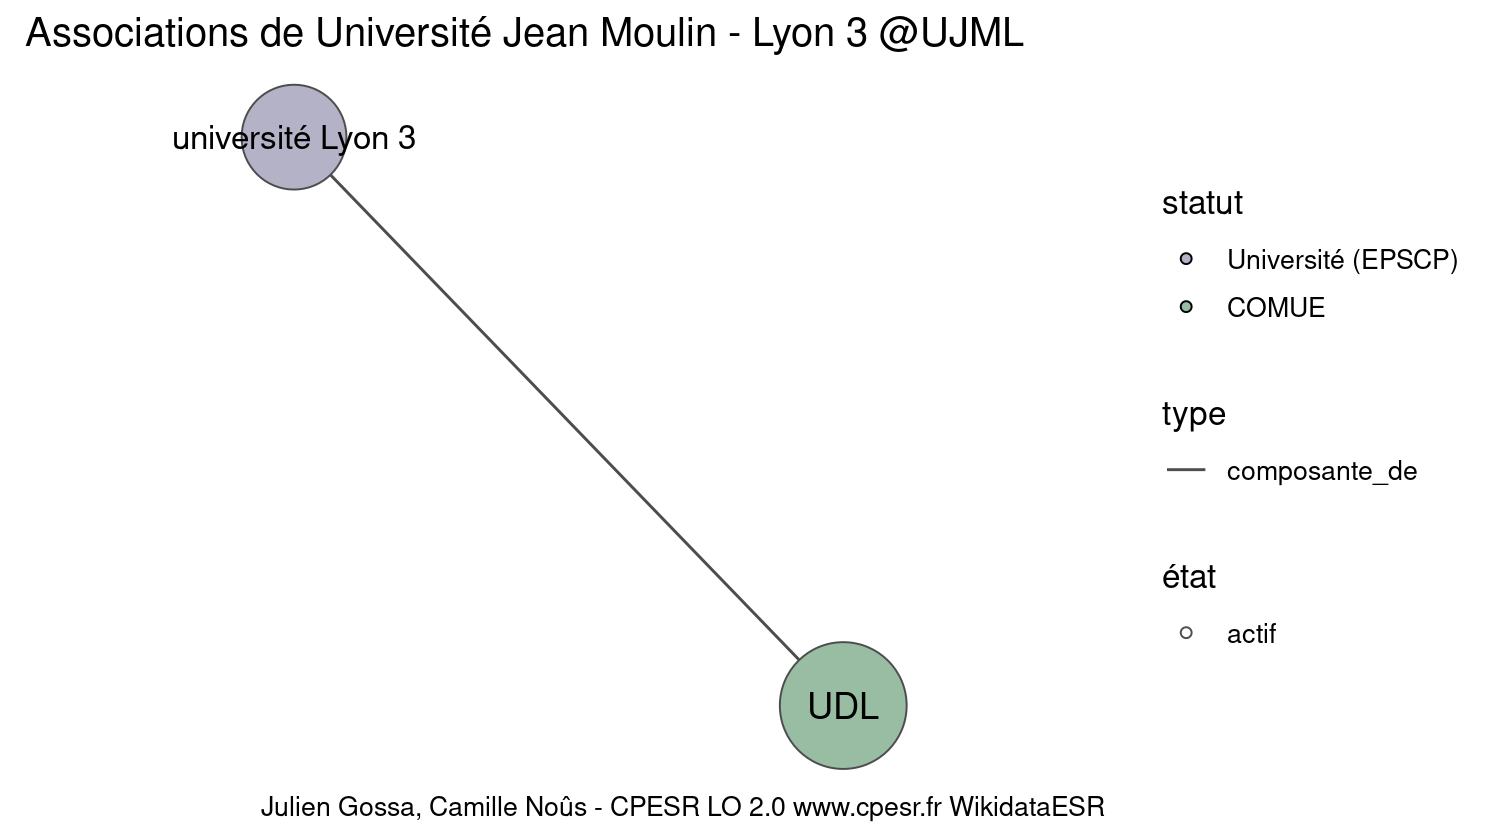 Associations de Université Jean Moulin - Lyon 3 @UJML
université Lyon 3
statut
Université (EPSCP)
COMUE
type
composante_de
état
actif
UDL
Julien Gossa, Camille Noûs - CPESR LO 2.0 www.cpesr.fr WikidataESR